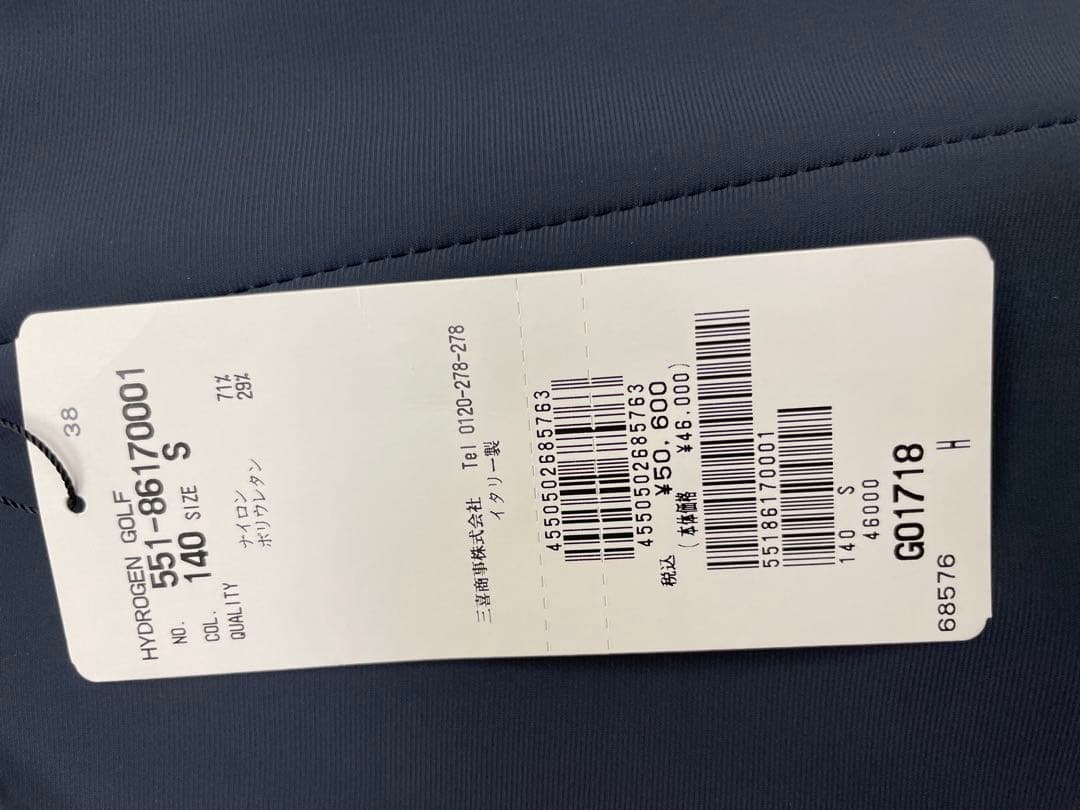 38
HYDROGEN GOLF
NO. 551-86170001
COL. 140 SIZE S
QUALITY
ナイロン 71%
ポリウレタン 29%
三喜商事株式会社 Tel 0120-278-278
イタリー製
4550502685763
4550502685763
税込 ¥50,600
(本体価格 ¥46,000)
55186170001
140 S
46000
G01718
68576 H